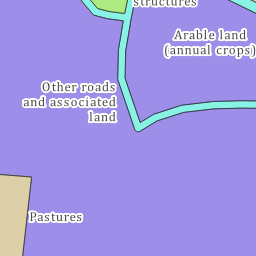 structures
Arable land
(annual crops)
Other roads
and associated
land
Pastures